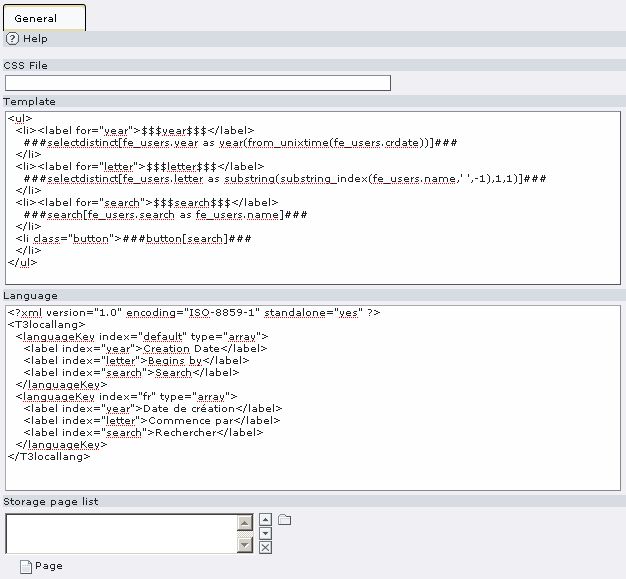 General
? Help
CSS File
Template
<ul>
<li><label for="year">$$$year$$$</label>
###selectdistinct[fe_users.year as year(from_unixtime(fe_users.crdate))]###
</li>
<li><label for="letter">$$$letter$$$</label>
###selectdistinct[fe_users.letter as substring(substring_index(fe_users.name,' ',-1),1,1)]###
</li>
<li><label for="search">$$$search$$$</label>
###search[fe_users.search as fe_users.name]###
</li>
<li class="button">###button[search]###
</li>
</ul>
Language
<?xml version="1.0" encoding="ISO-8859-1" standalone="yes" ?>
<T3locallang>
<languageKey index="default" type="array">
<label index="year">Creation Date</label>
<label index="letter">Begins by</label>
<label index="search">Search</label>
</languageKey>
<languageKey index="fr" type="array">
<label index="year">Date de création</label>
<label index="letter">Commence par</label>
<label index="search">Rechercher</label>
</languageKey>
</T3locallang>
Storage page list
Page